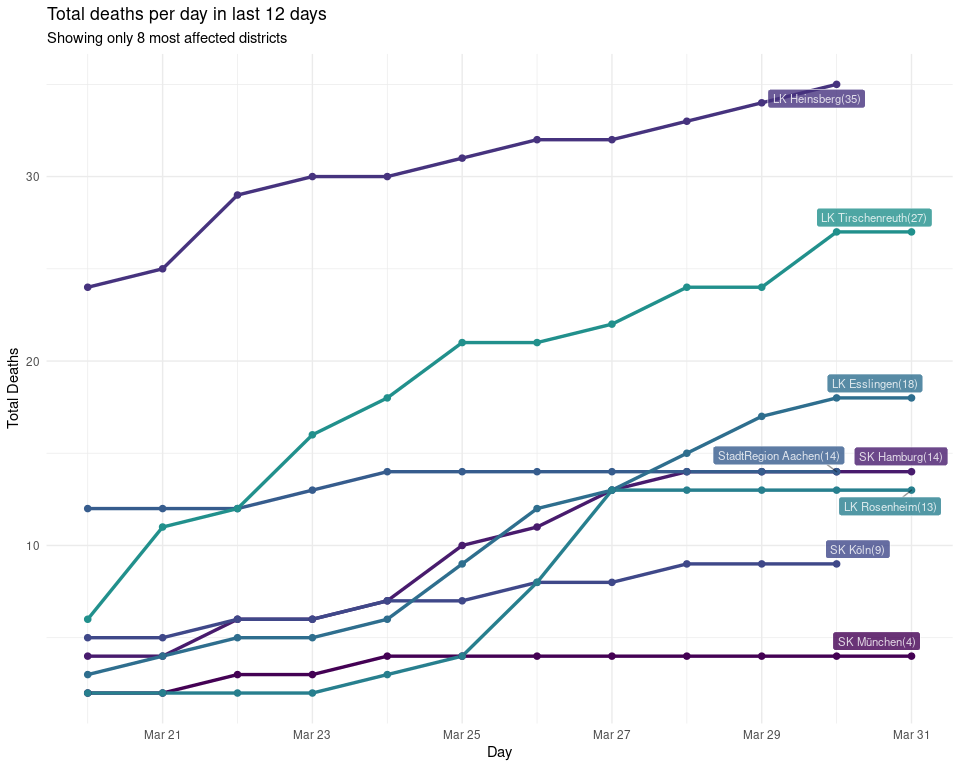 Total deaths per day in last 12 days
Showing only 8 most affected districts
LK Heinsberg(35)
30
LK Tirschenreuth(27)
20
LK Esslingen(18)
StadtRegion Aachen(14)
SK Hamburg(14)
LK Rosenheim(13)
10
SK Köln(9)
SK München(4)
Total Deaths
Mar 21
Mar 23
Mar 25
Mar 27
Mar 29
Mar 31
Day